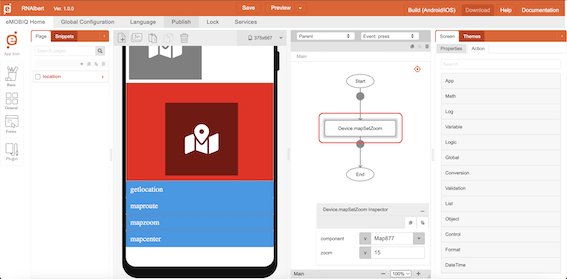 RNAlbert Ver. 1.0.0 Save Preview Build (Android/IOS) Download Help Documentation
eMOBIQ Home Global Configuration Language Publish Lock Services
App Icon
Basic
General
Forms
Plugin
Page Snippets
Search pages
location
375x667
getlocation
maproute
mapzoom
mapcenter
Parent Event: press
Main
Start
Device.mapSetZoom
End
Device.mapSetZoom Inspector
component V Map877
zoom V 15
Main 100%
Screen Themes
Properties Action
Search
App
Math
Log
Variable
Logic
Global
Conversion
Validation
List
Object
Control
Format
DateTime